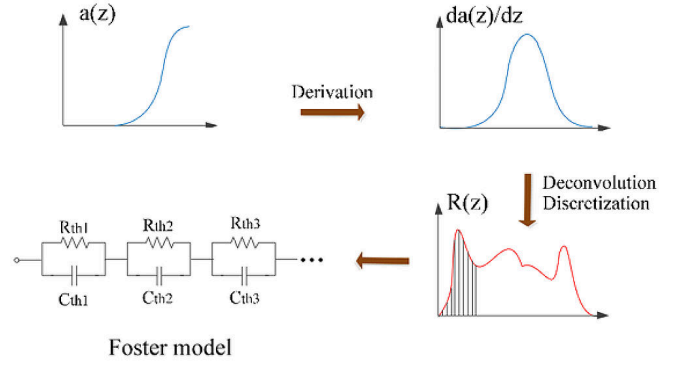 a(z)
da(z)/dz
Derivation
Deconvolution
Discretization
R(z)
Rth1
Rth2
Rth3
Cth1
Cth2
Cth3
Foster model